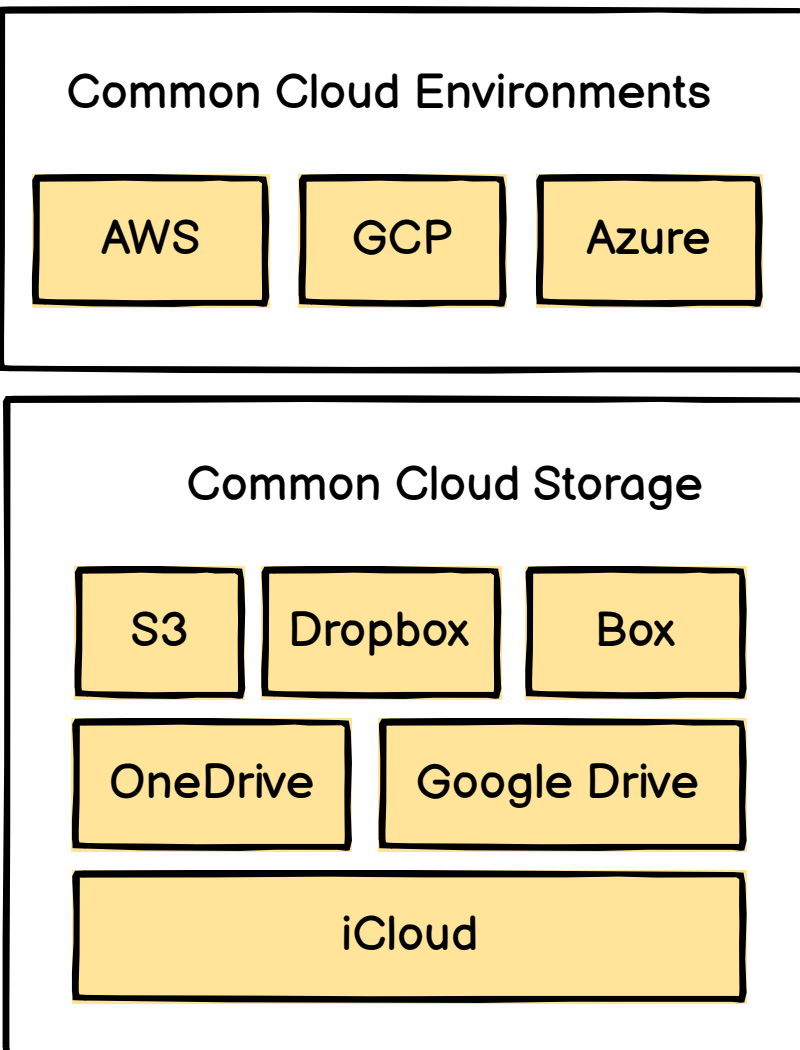 Common Cloud Environments
AWS GCP Azure
Common Cloud Storage
S3 Dropbox Box
OneDrive Google Drive
iCloud